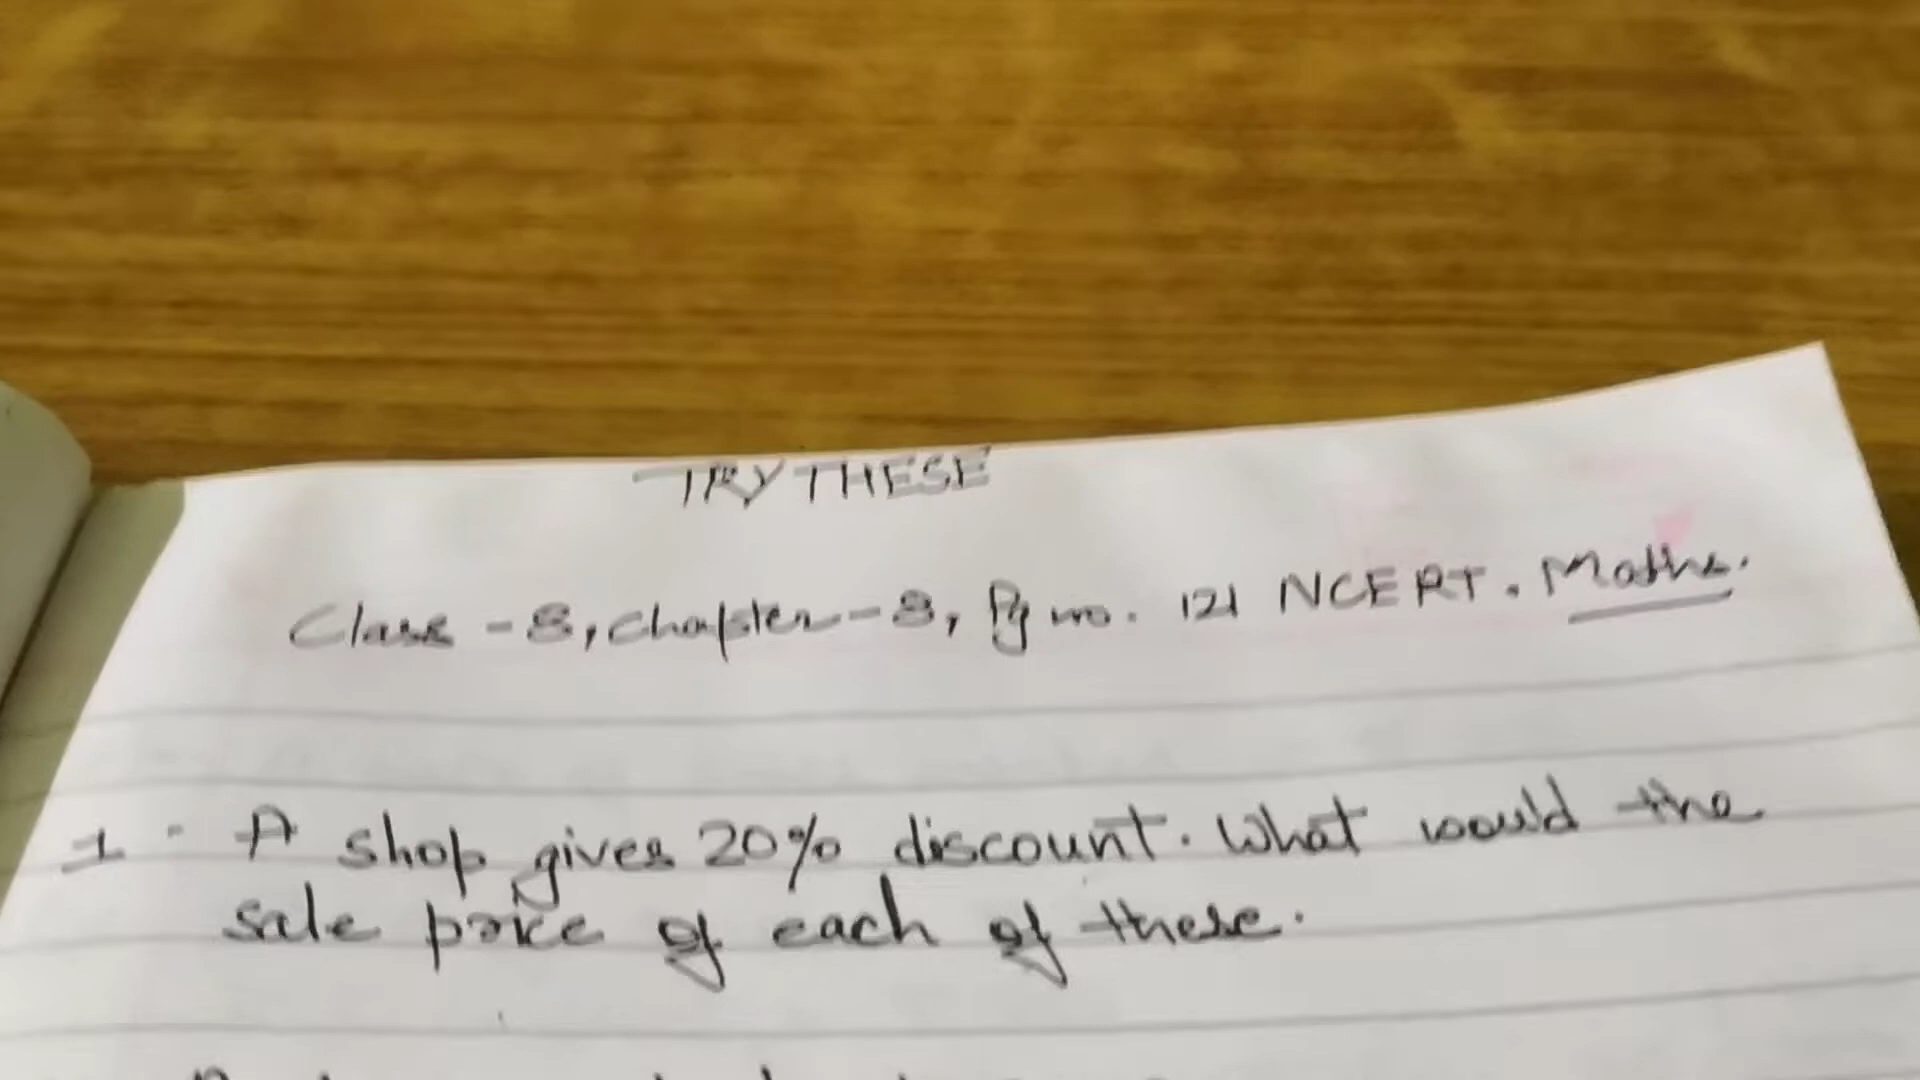 TRY THESE
Class - 8, Chapter - 8, Pg no. 121 NCERT. Maths.
1. A shop gives 20% discount. What would the
sale price of each of these.